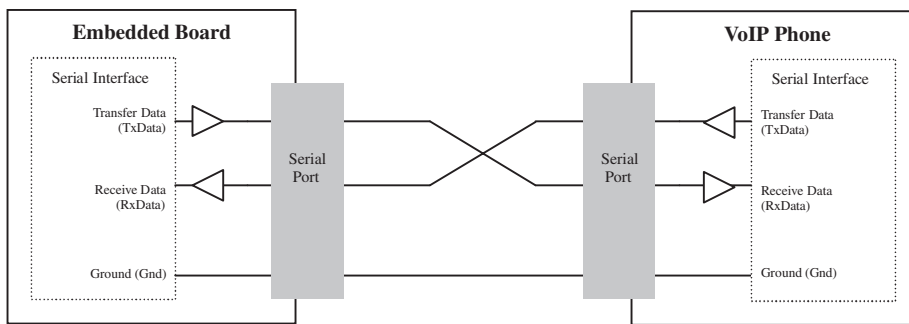 Embedded Board
Serial Interface
Transfer Data
(TxData)
Receive Data
(RxData)
Ground (Gnd)
Serial
Port
Serial
Port
VoIP Phone
Serial Interface
Transfer Data
(TxData)
Receive Data
(RxData)
Ground (Gnd)